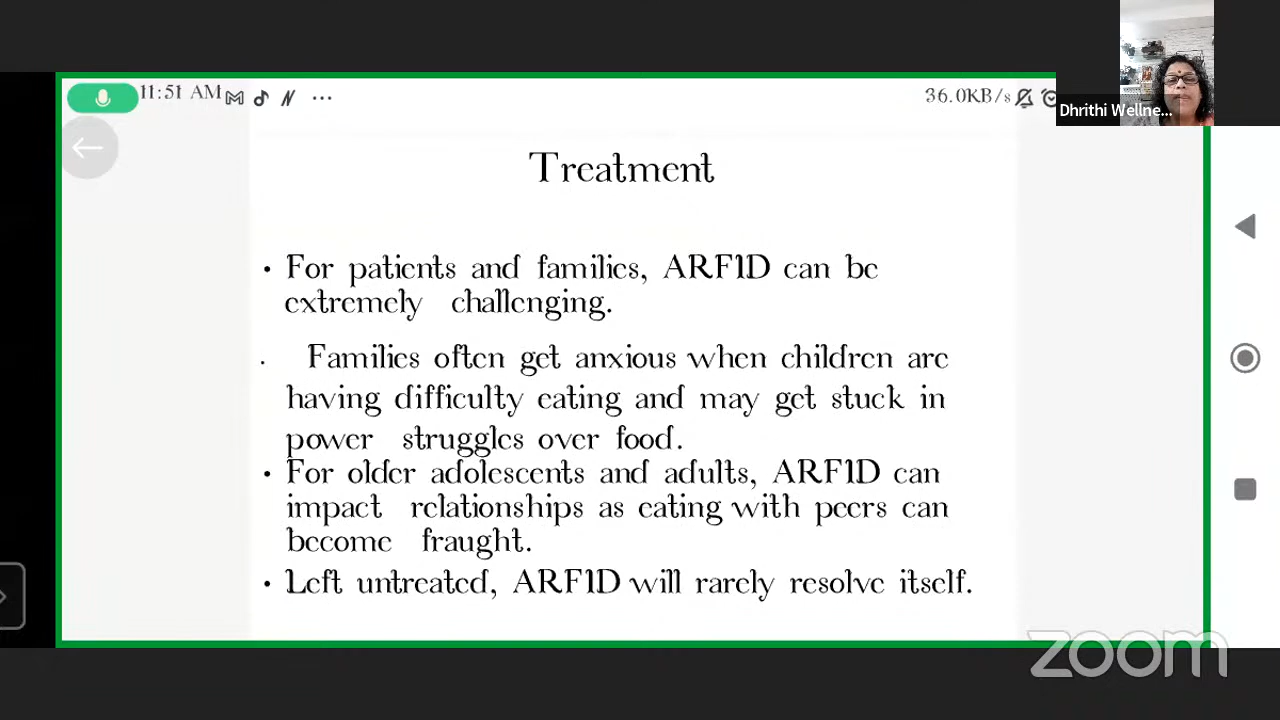 11:51 AM
36.0KB/s
Dhrithi Wellne...
Treatment
• For patients and families, ARFID can be
extremely challenging.
• Families often get anxious when children are
having difficulty eating and may get stuck in
power struggles over food.
• For older adolescents and adults, ARFID can
impact relationships as eating with peers can
become fraught.
• Left untreated, ARFID will rarely resolve itself.
zoom